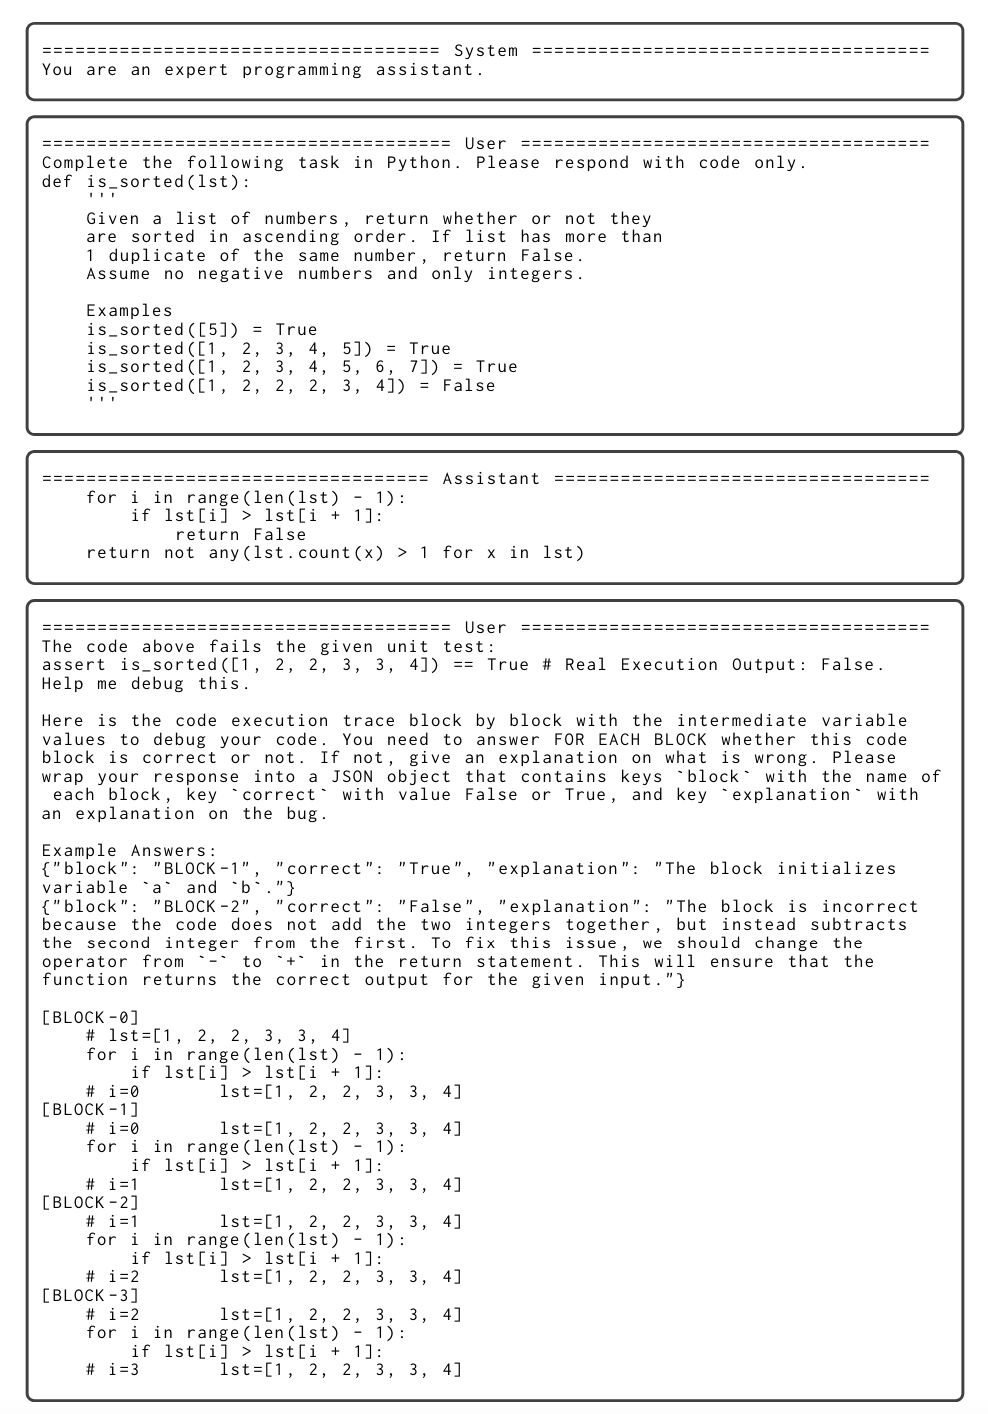 ==================================== System ====================================
You are an expert programming assistant.
===================================== User =====================================
Complete the following task in Python. Please respond with code only.
def is_sorted(lst):
    '''
    Given a list of numbers, return whether or not they
    are sorted in ascending order. If list has more than
    1 duplicate of the same number, return False.
    Assume no negative numbers and only integers.

    Examples
    is_sorted([5]) = True
    is_sorted([1, 2, 3, 4, 5]) = True
    is_sorted([1, 2, 3, 4, 5, 6, 7]) = True
    is_sorted([1, 2, 2, 2, 3, 4]) = False
    '''
=================================== Assistant ==================================
    for i in range(len(lst) - 1):
        if lst[i] > lst[i + 1]:
            return False
    return not any(lst.count(x) > 1 for x in lst)
===================================== User =====================================
The code above fails the given unit test:
assert is_sorted([1, 2, 2, 3, 3, 4]) == True # Real Execution Output: False.
Help me debug this.

Here is the code execution trace block by block with the intermediate variable
values to debug your code. You need to answer FOR EACH BLOCK whether this code
block is correct or not. If not, give an explanation on what is wrong. Please
wrap your response into a JSON object that contains keys `block` with the name of
 each block, key `correct` with value False or True, and key `explanation` with
an explanation on the bug.

Example Answers:
{"block": "BLOCK-1", "correct": "True", "explanation": "The block initializes
variable `a` and `b`."}
{"block": "BLOCK-2", "correct": "False", "explanation": "The block is incorrect
because the code does not add the two integers together, but instead subtracts
the second integer from the first. To fix this issue, we should change the
operator from `-` to `+` in the return statement. This will ensure that the
function returns the correct output for the given input."}

[BLOCK-0]
    # lst=[1, 2, 2, 3, 3, 4]
    for i in range(len(lst) - 1):
        if lst[i] > lst[i + 1]:
    # i=0       lst=[1, 2, 2, 3, 3, 4]
[BLOCK-1]
    # i=0       lst=[1, 2, 2, 3, 3, 4]
    for i in range(len(lst) - 1):
        if lst[i] > lst[i + 1]:
    # i=1       lst=[1, 2, 2, 3, 3, 4]
[BLOCK-2]
    # i=1       lst=[1, 2, 2, 3, 3, 4]
    for i in range(len(lst) - 1):
        if lst[i] > lst[i + 1]:
    # i=2       lst=[1, 2, 2, 3, 3, 4]
[BLOCK-3]
    # i=2       lst=[1, 2, 2, 3, 3, 4]
    for i in range(len(lst) - 1):
        if lst[i] > lst[i + 1]:
    # i=3       lst=[1, 2, 2, 3, 3, 4]